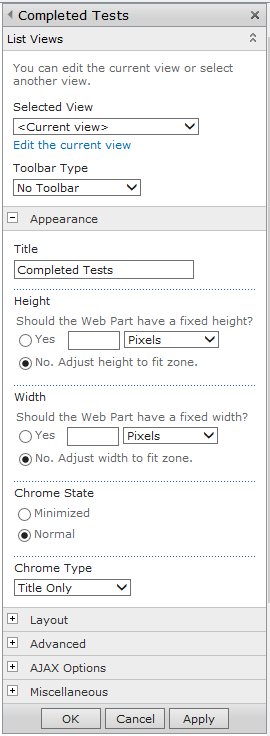 Completed Tests
List Views
You can edit the current view or select
another view.
Selected View
<Current view>
Edit the current view
Toolbar Type
No Toolbar
Appearance
Title
Completed Tests
Height
Should the Web Part have a fixed height?
Yes Pixels
No. Adjust height to fit zone.
Width
Should the Web Part have a fixed width?
Yes Pixels
No. Adjust width to fit zone.
Chrome State
Minimized
Normal
Chrome Type
Title Only
Layout
Advanced
AJAX Options
Miscellaneous
OK Cancel Apply